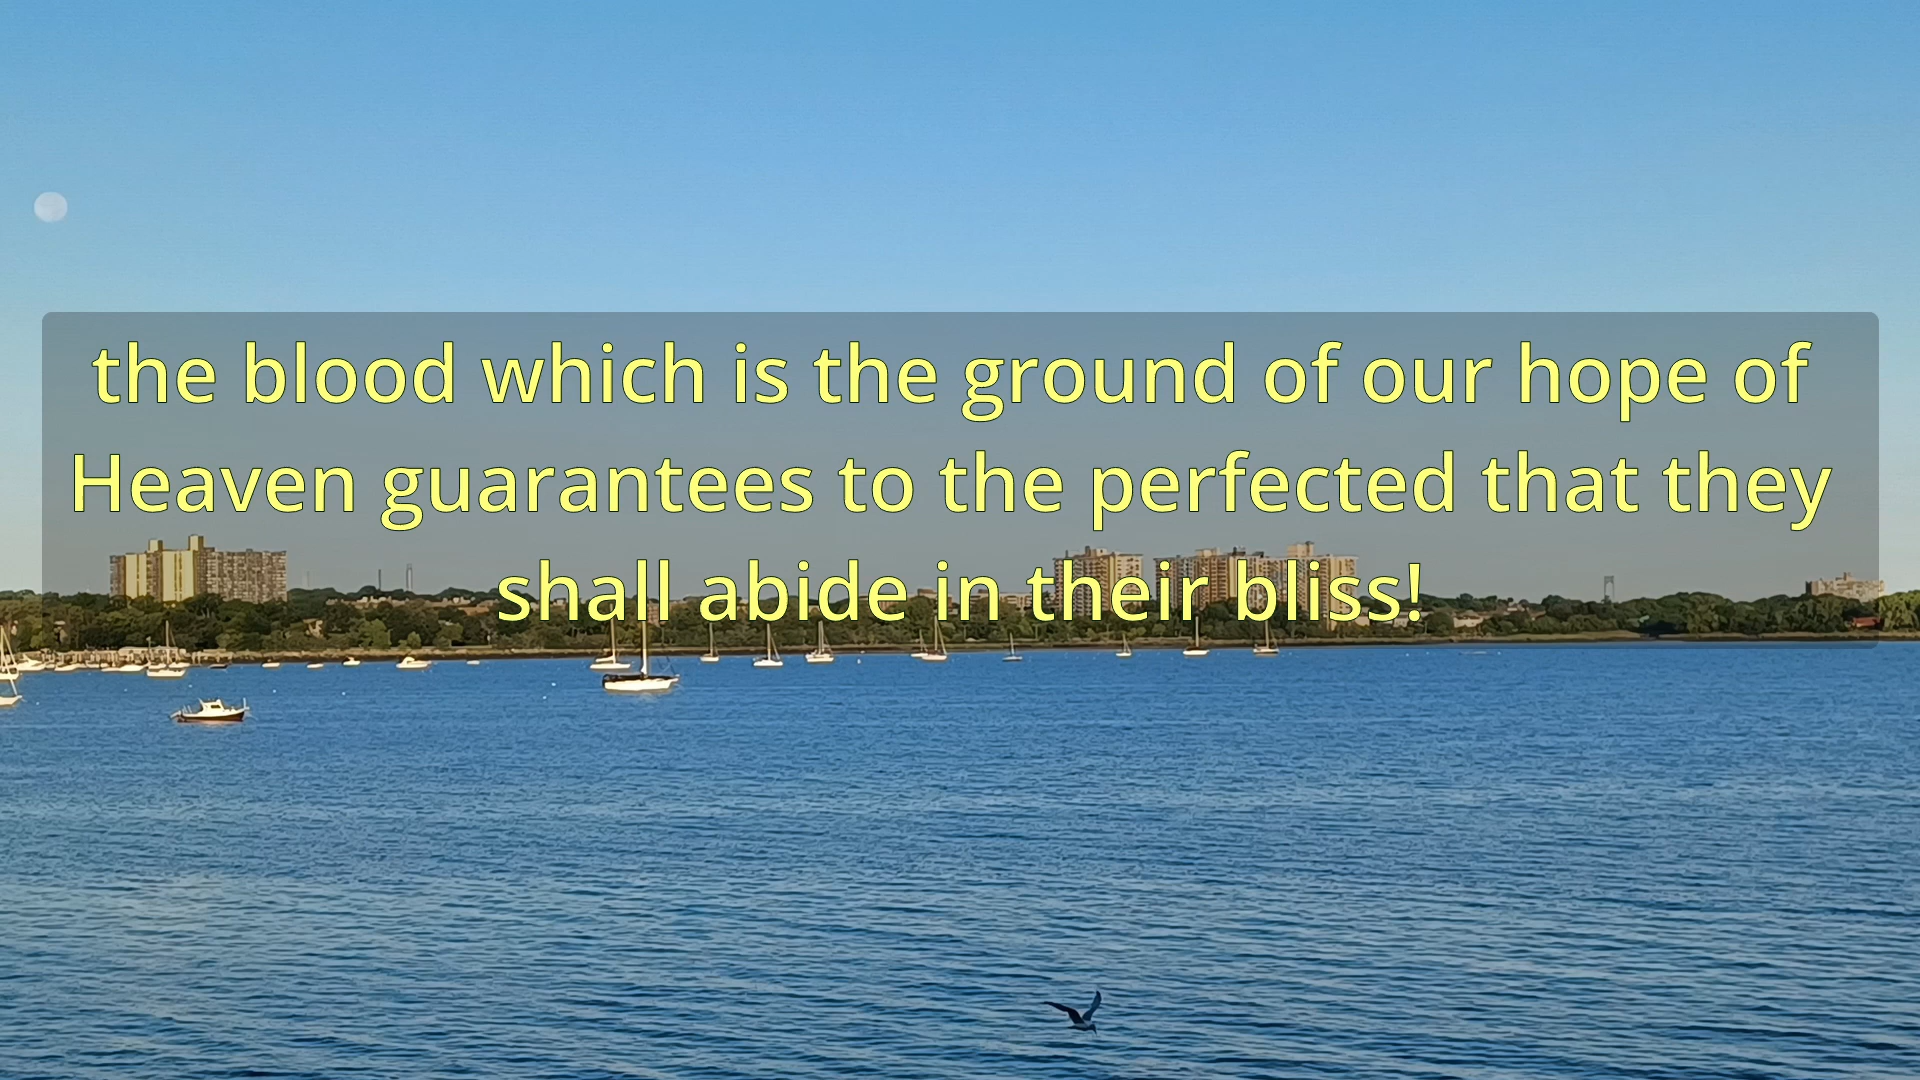 the blood which is the ground of our hope of
Heaven guarantees to the perfected that they
shall abide in their bliss!